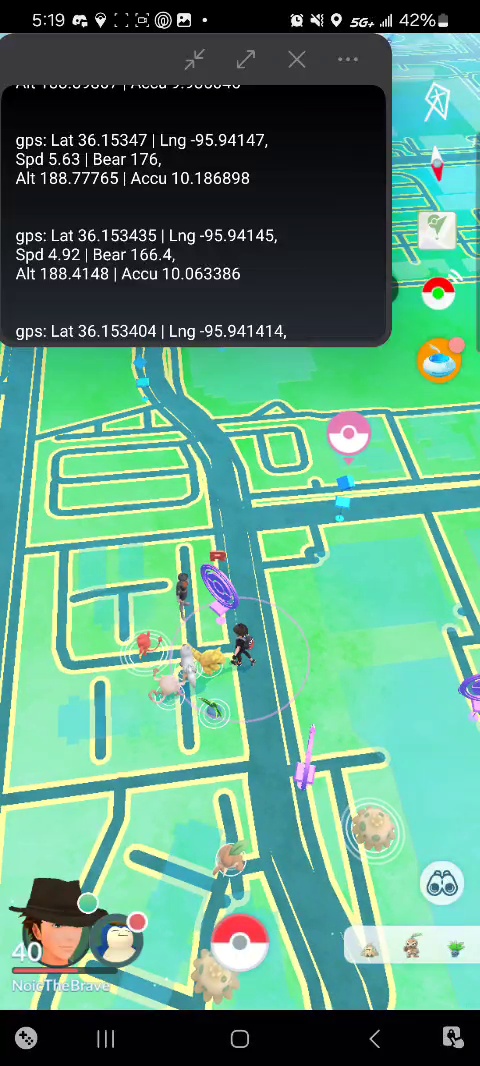 5:19
5G+
42%
gps: Lat 36.15347 | Lng -95.94147,
Spd 5.63 | Bear 176,
Alt 188.77765 | Accu 10.186898
gps: Lat 36.153435 | Lng -95.94145,
Spd 4.92 | Bear 166.4,
Alt 188.4148 | Accu 10.063386
gps: Lat 36.153404 | Lng -95.941414,
40
NojoTheBrave